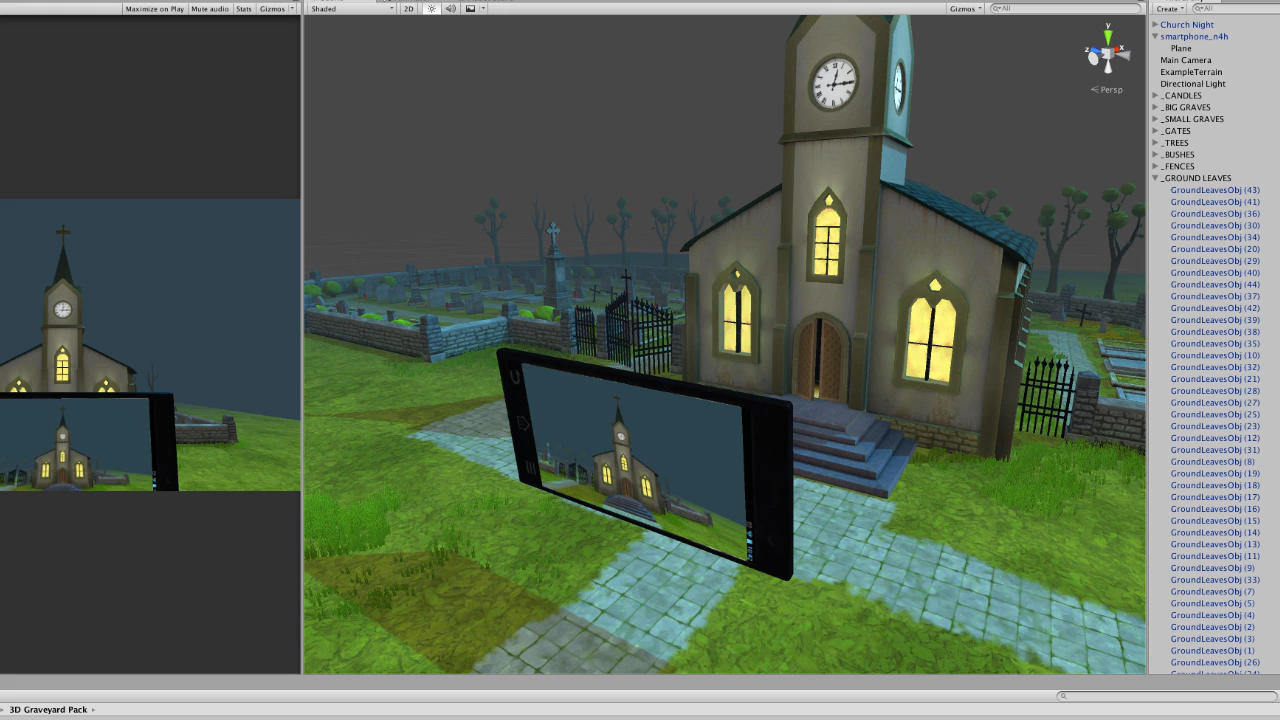 Maximize on Play Mute audio Stats Gizmos
Shaded 2D Gizmos All
Create All
y
z x
Persp
Church Night
smartphone_n4h
Plane
Main Camera
ExampleTerrain
Directional Light
_CANDLES
_BIG GRAVES
_SMALL GRAVES
_GATES
_TREES
_BUSHES
_FENCES
_GROUND LEAVES
GroundLeavesObj (43)
GroundLeavesObj (41)
GroundLeavesObj (36)
GroundLeavesObj (30)
GroundLeavesObj (34)
GroundLeavesObj (20)
GroundLeavesObj (29)
GroundLeavesObj (40)
GroundLeavesObj (44)
GroundLeavesObj (37)
GroundLeavesObj (42)
GroundLeavesObj (39)
GroundLeavesObj (38)
GroundLeavesObj (35)
GroundLeavesObj (10)
GroundLeavesObj (32)
GroundLeavesObj (21)
GroundLeavesObj (28)
GroundLeavesObj (27)
GroundLeavesObj (25)
GroundLeavesObj (23)
GroundLeavesObj (12)
GroundLeavesObj (31)
GroundLeavesObj (8)
GroundLeavesObj (19)
GroundLeavesObj (18)
GroundLeavesObj (17)
GroundLeavesObj (16)
GroundLeavesObj (15)
GroundLeavesObj (14)
GroundLeavesObj (13)
GroundLeavesObj (11)
GroundLeavesObj (9)
GroundLeavesObj (33)
GroundLeavesObj (7)
GroundLeavesObj (5)
GroundLeavesObj (4)
GroundLeavesObj (2)
GroundLeavesObj (3)
GroundLeavesObj (1)
GroundLeavesObj (26)
3D Graveyard Pack